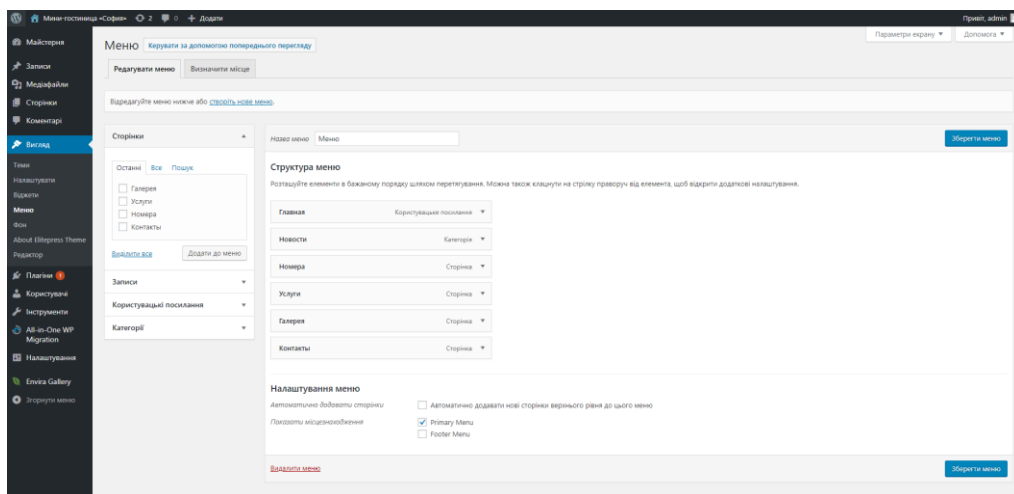 Мини-гостиница «София» 2 0 Додати Привіт, admin
Параметри екрану Допомога
Майстерня
Записи
Медіафайли
Сторінки
Коментарі
Вигляд
Теми
Налаштувати
Віджети
Меню
Фон
About Elitepress Theme
Редактор
Плагіни 1
Користувачі
Інструменти
All-in-One WP
Migration
Налаштування
Envira Gallery
Згорнути меню
Меню Керувати за допомогою попереднього перегляду
Редагувати меню Визначити місце
Відредагуйте меню нижче або створіть нове меню.
Сторінки
Останні Все Пошук
Галерея
Услуги
Номера
Контакты
Виділити все Додати до меню
Записи
Користувацькі посилання
Категорії
Назва меню Меню Зберегти меню
Структура меню
Розташуйте елементи в бажаному порядку шляхом перетягування. Можна також клацнути на стрілку праворуч від елемента, щоб відкрити додаткові налаштування.
Главная Користувацьке посилання
Новости Категорія
Номера Сторінка
Услуги Сторінка
Галерея Сторінка
Контакты Сторінка
Налаштування меню
Автоматично додавати сторінки Автоматично додавати нові сторінки верхнього рівня до цього меню
Показати місцезнаходження Primary Menu
Footer Menu
Видалити меню Зберегти меню